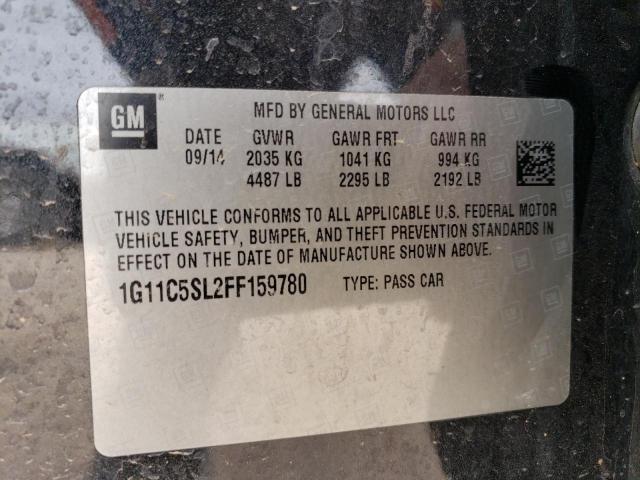 GM ®
MFD BY GENERAL MOTORS LLC
DATE GVWR GAWR FRT GAWR RR
09/14 2035 KG 1041 KG 994 KG
4487 LB 2295 LB 2192 LB
THIS VEHICLE CONFORMS TO ALL APPLICABLE U.S. FEDERAL MOTOR
VEHICLE SAFETY, BUMPER, AND THEFT PREVENTION STANDARDS IN
EFFECT ON THE DATE OF MANUFACTURE SHOWN ABOVE.
1G11C5SL2FF159780 TYPE: PASS CAR